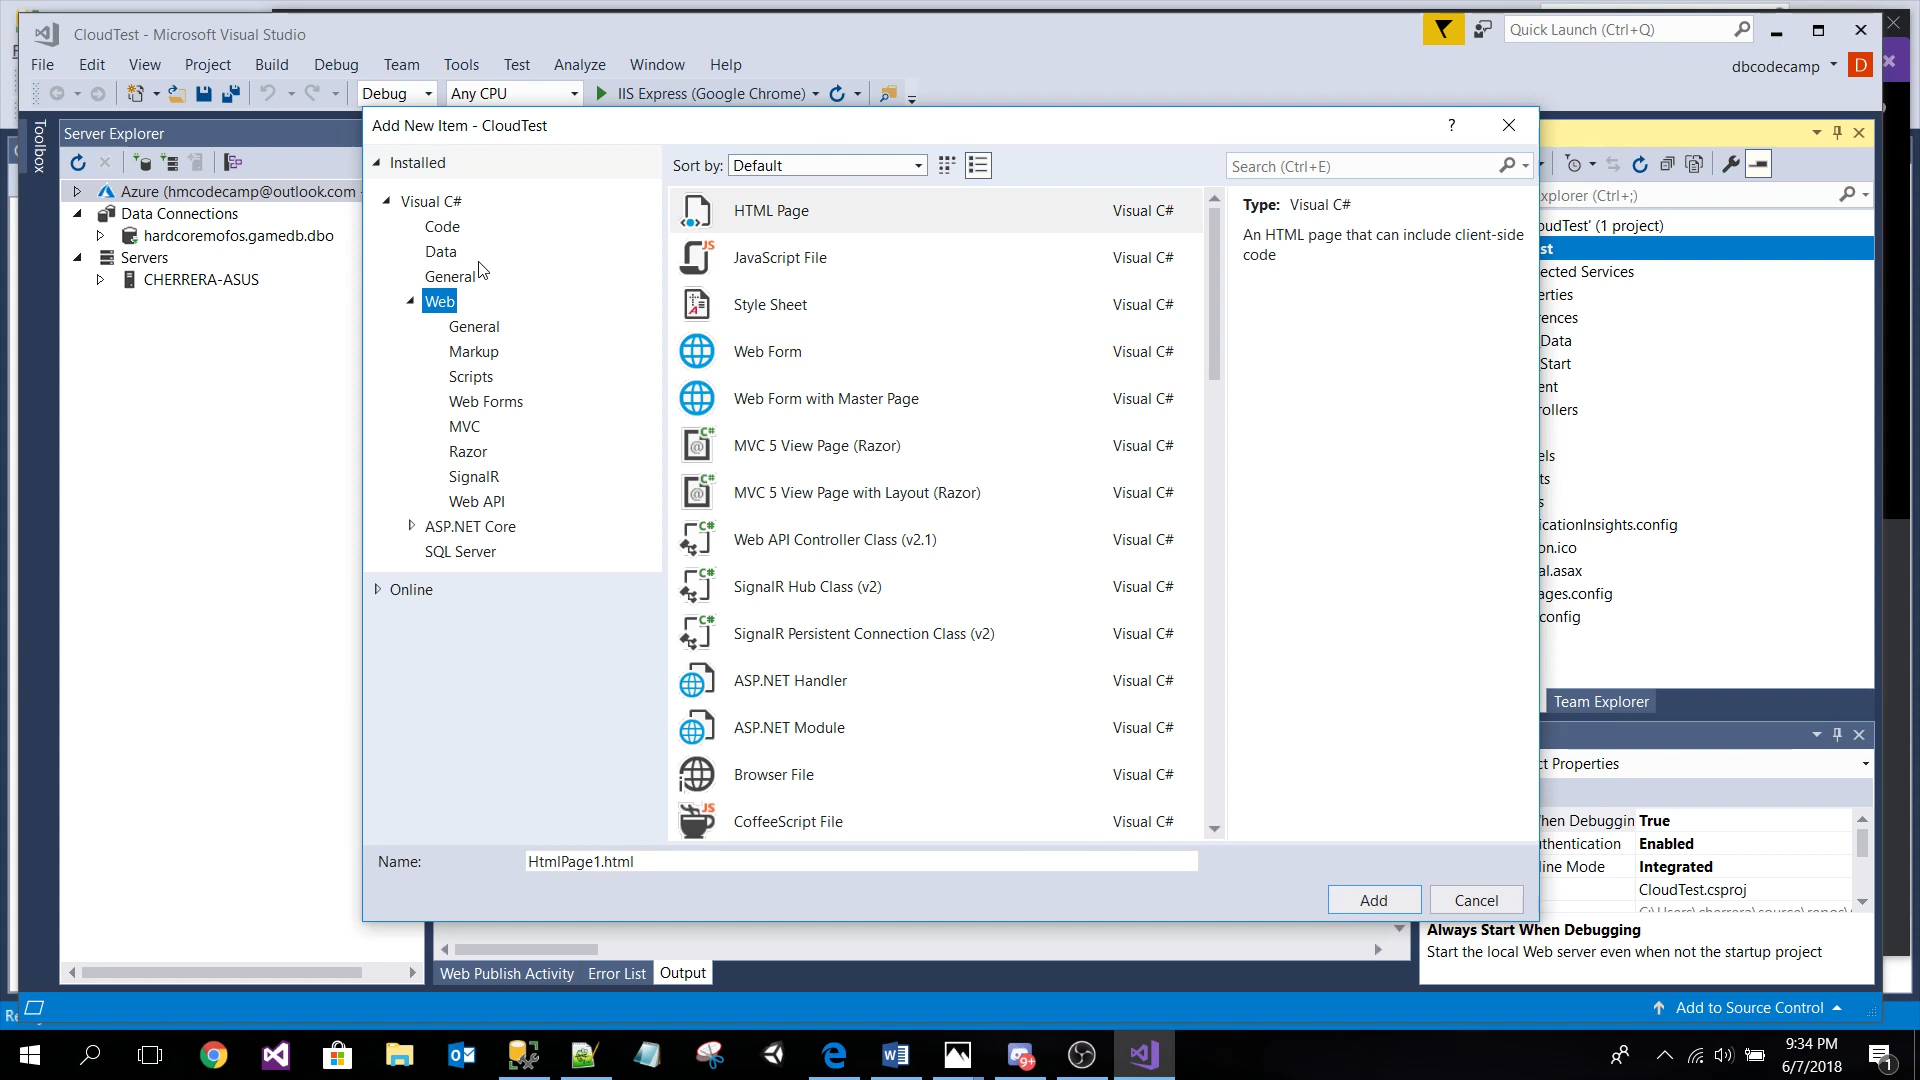 CloudTest - Microsoft Visual Studio
Quick Launch (Ctrl+Q)
File Edit View Project Build Debug Team Tools Test Analyze Window Help
dbcodecamp D
Debug Any CPU IIS Express (Google Chrome)
Toolbox
Server Explorer
Azure (hmcodecamp@outlook.com
Data Connections
hardcoremofos.gamedb.dbo
Servers
CHERRERA-ASUS
Add New Item - CloudTest
?
Installed
Visual C#
Code
Data
General
Web
General
Markup
Scripts
Web Forms
MVC
Razor
SignalR
Web API
ASP.NET Core
SQL Server
Online
Sort by: Default
Search (Ctrl+E)
HTML Page Visual C#
JavaScript File Visual C#
Style Sheet Visual C#
Web Form Visual C#
Web Form with Master Page Visual C#
MVC 5 View Page (Razor) Visual C#
MVC 5 View Page with Layout (Razor) Visual C#
Web API Controller Class (v2.1) Visual C#
SignalR Hub Class (v2) Visual C#
SignalR Persistent Connection Class (v2) Visual C#
ASP.NET Handler Visual C#
ASP.NET Module Visual C#
Browser File Visual C#
CoffeeScript File Visual C#
Type: Visual C#
An HTML page that can include client-side
code
Name: HtmlPage1.html
Add Cancel
xplorer (Ctrl+;)
oudTest' (1 project)
st
ected Services
erties
rences
Data
Start
ent
rollers
els
ts
s
icationInsights.config
on.ico
al.asax
ages.config
config
Team Explorer
ct Properties
hen Debuggin True
uthentication Enabled
line Mode Integrated
CloudTest.csproj
Always Start When Debugging
Start the local Web server even when not the startup project
Web Publish Activity Error List Output
Add to Source Control
9:34 PM
6/7/2018
1